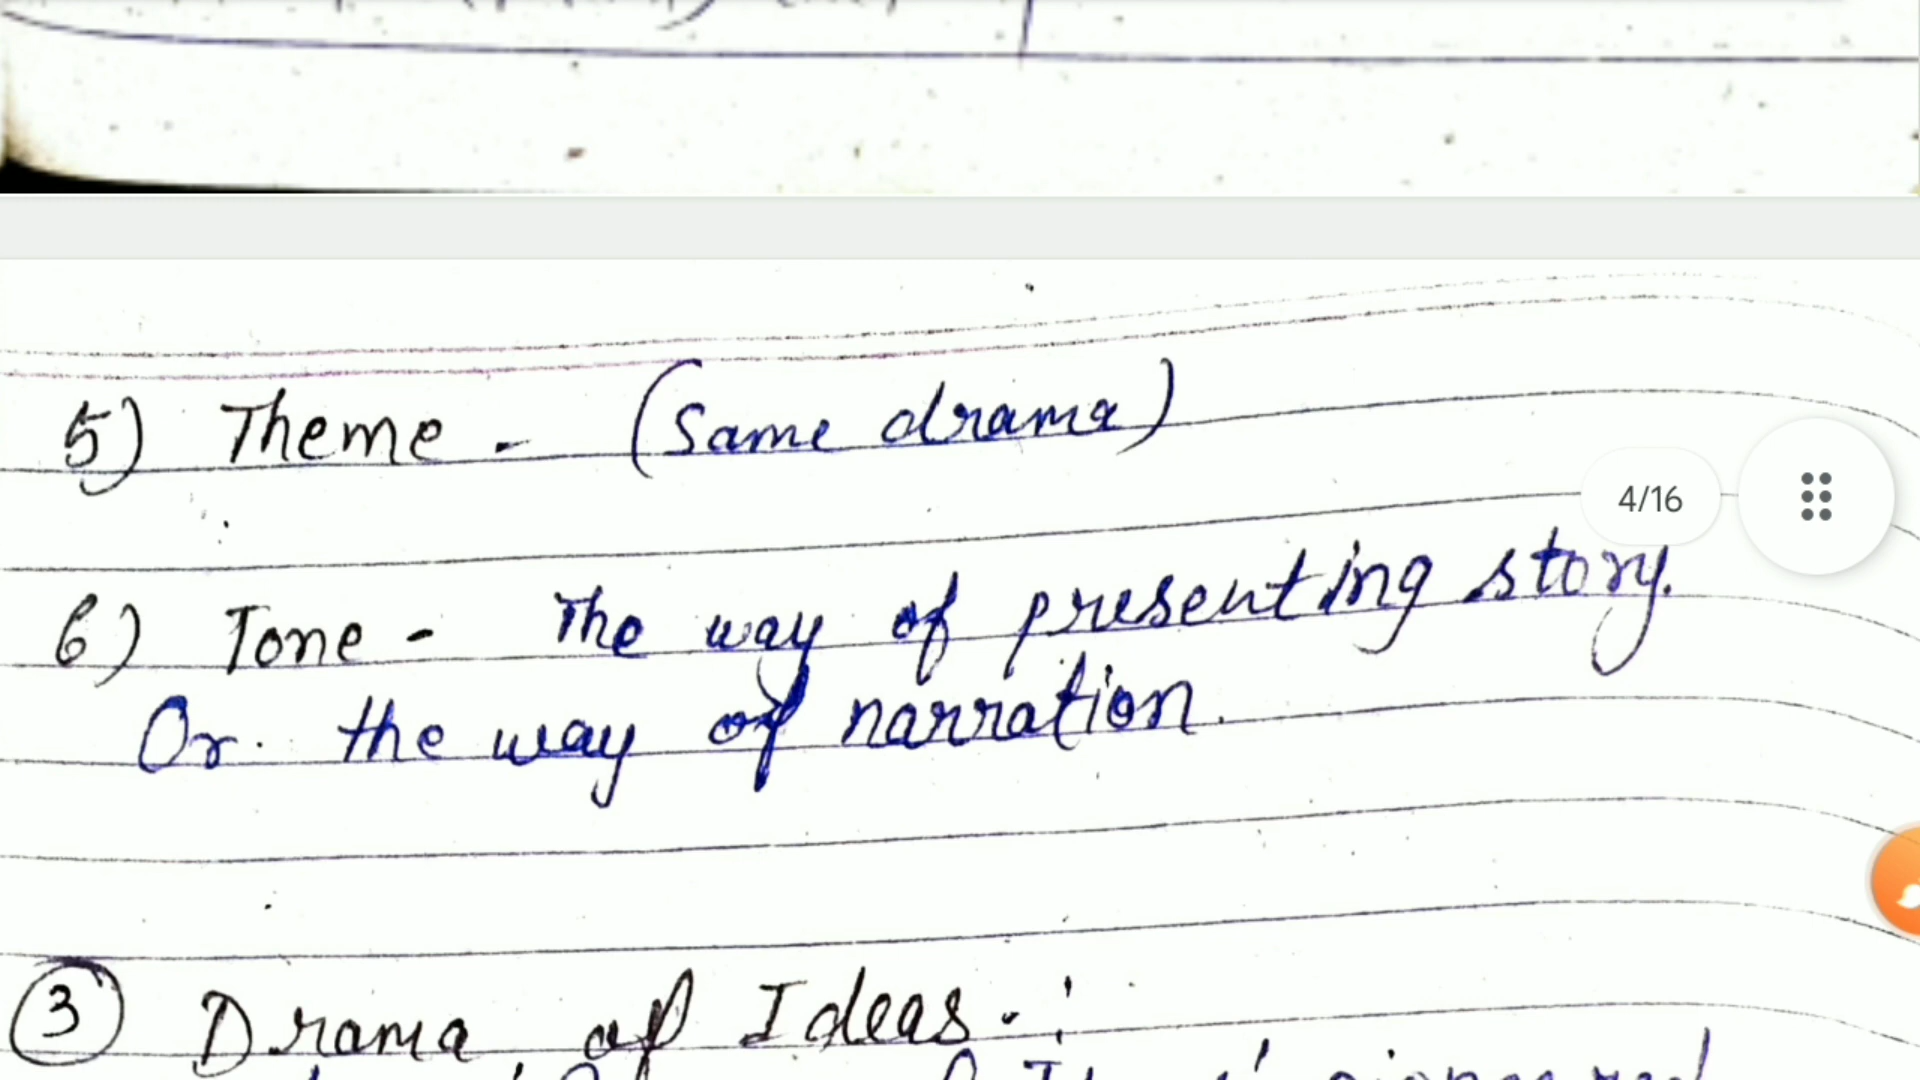 5) Theme - (Same drama)
4/16
6) Tone - The way of presenting story.
Or the way of narration.
3 Drama of Ideas -: